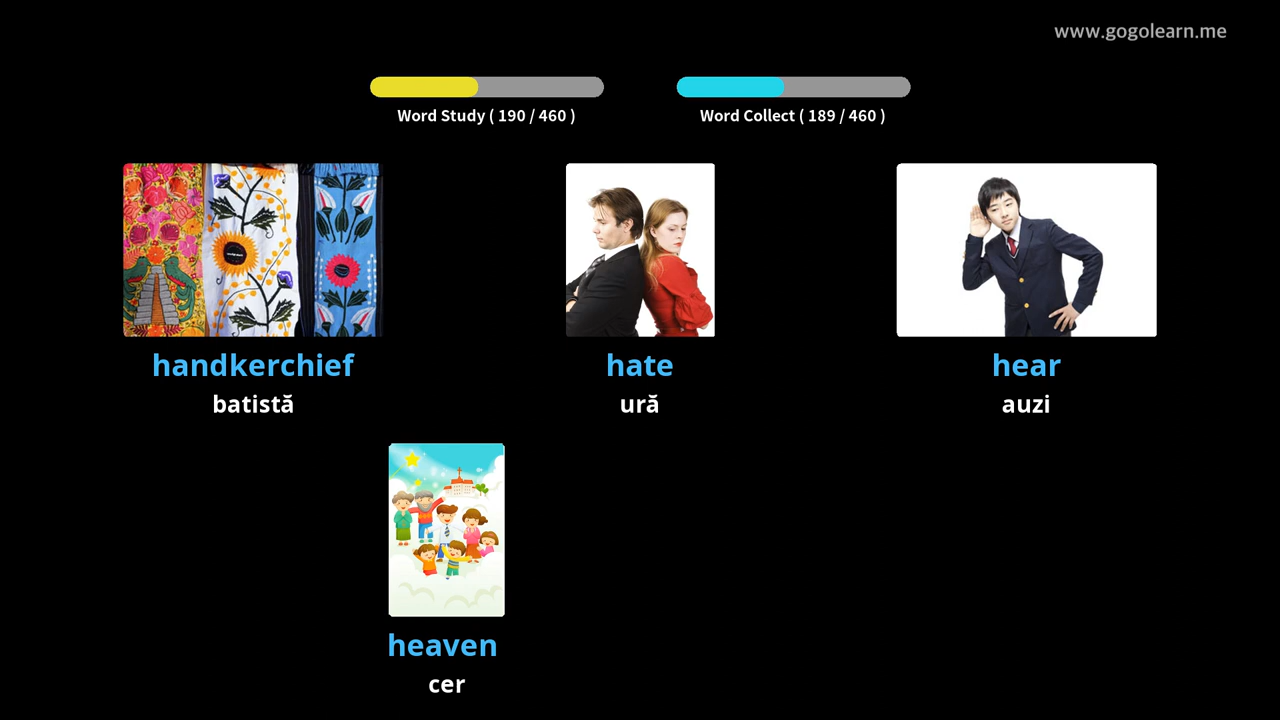 www.gogolearn.me
Word Study ( 190 / 460 )
Word Collect ( 189 / 460 )
handkerchief
batistă
hate
ură
hear
auzi
heaven
cer